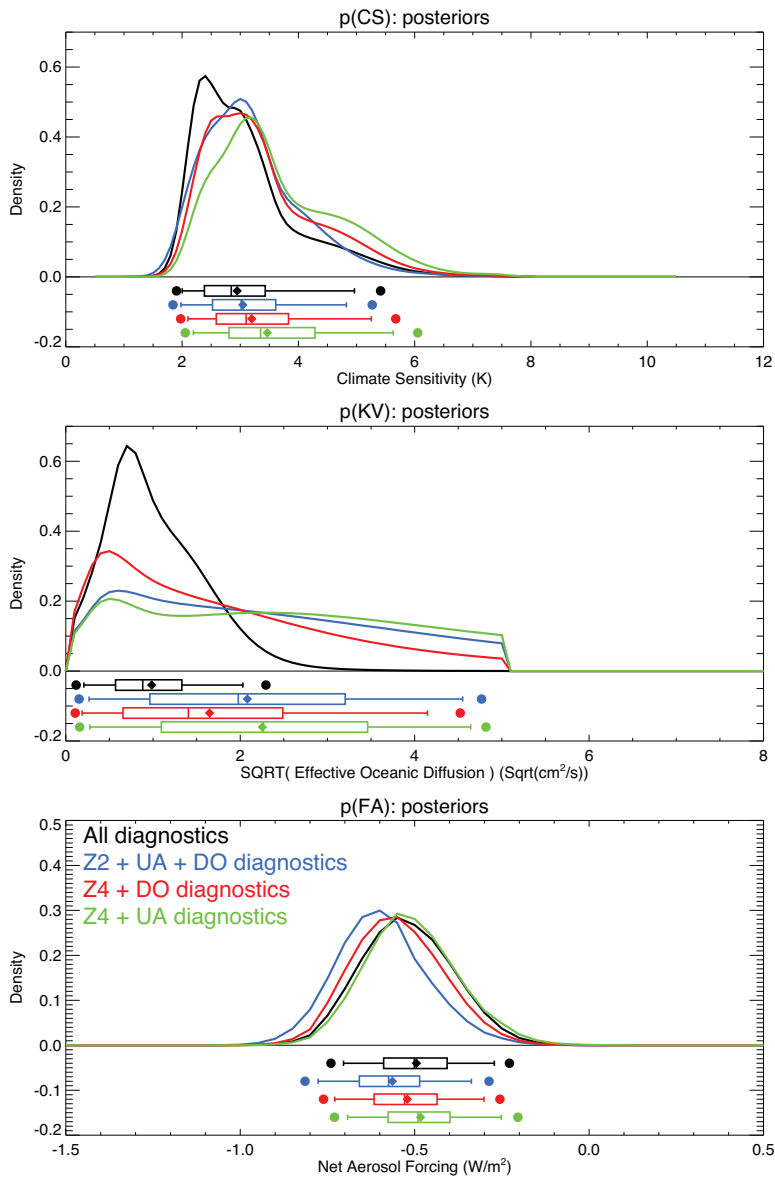 p(CS): posteriors
0.6
0.4
0.2
0.0
-0.2
Density
0 2 4 6 8 10 12
Climate Sensitivity (K)
p(KV): posteriors
0.6
0.4
0.2
0.0
-0.2
Density
0 2 4 6 8
SQRT( Effective Oceanic Diffusion ) (Sqrt(cm²/s))
p(FA): posteriors
0.5
0.4
0.3
0.2
0.1
0.0
-0.1
-0.2
Density
All diagnostics
Z2 + UA + DO diagnostics
Z4 + DO diagnostics
Z4 + UA diagnostics
-1.5 -1.0 -0.5 0.0 0.5
Net Aerosol Forcing (W/m²)